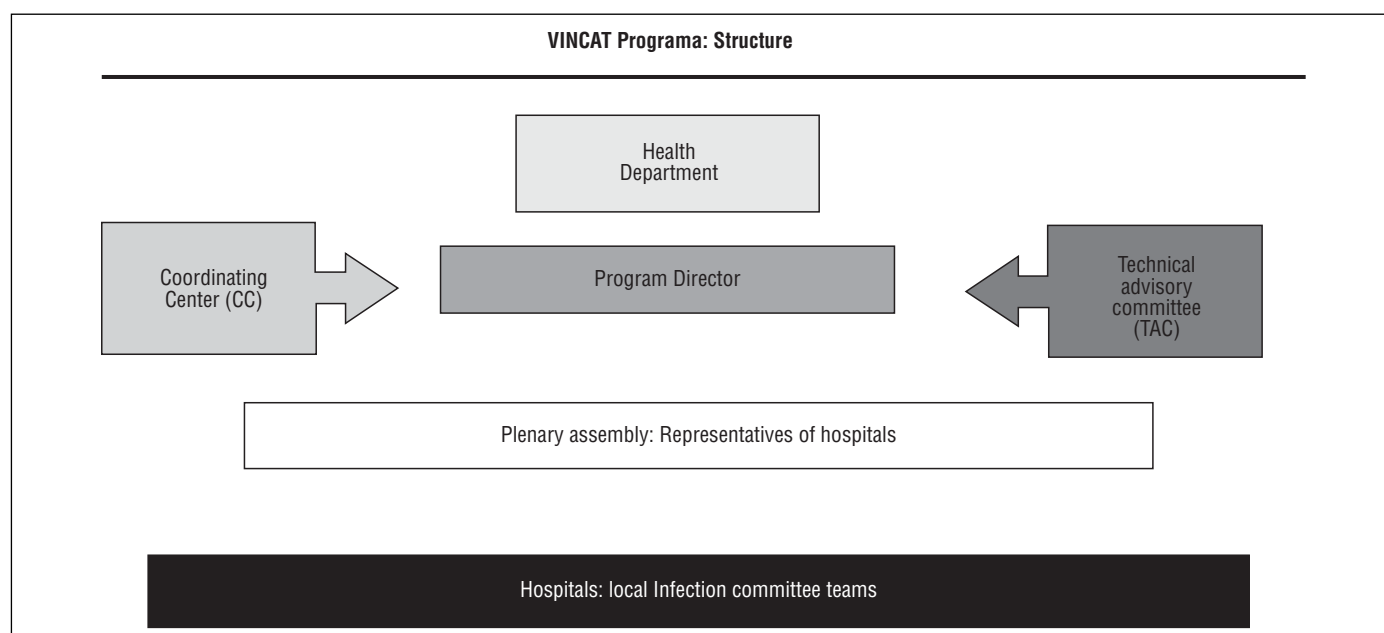 VINCAT Programa: Structure
Health
Department
Coordinating
Center (CC)
Program Director
Technical
advisory
committee
(TAC)
Plenary assembly: Representatives of hospitals
Hospitals: local Infection committee teams